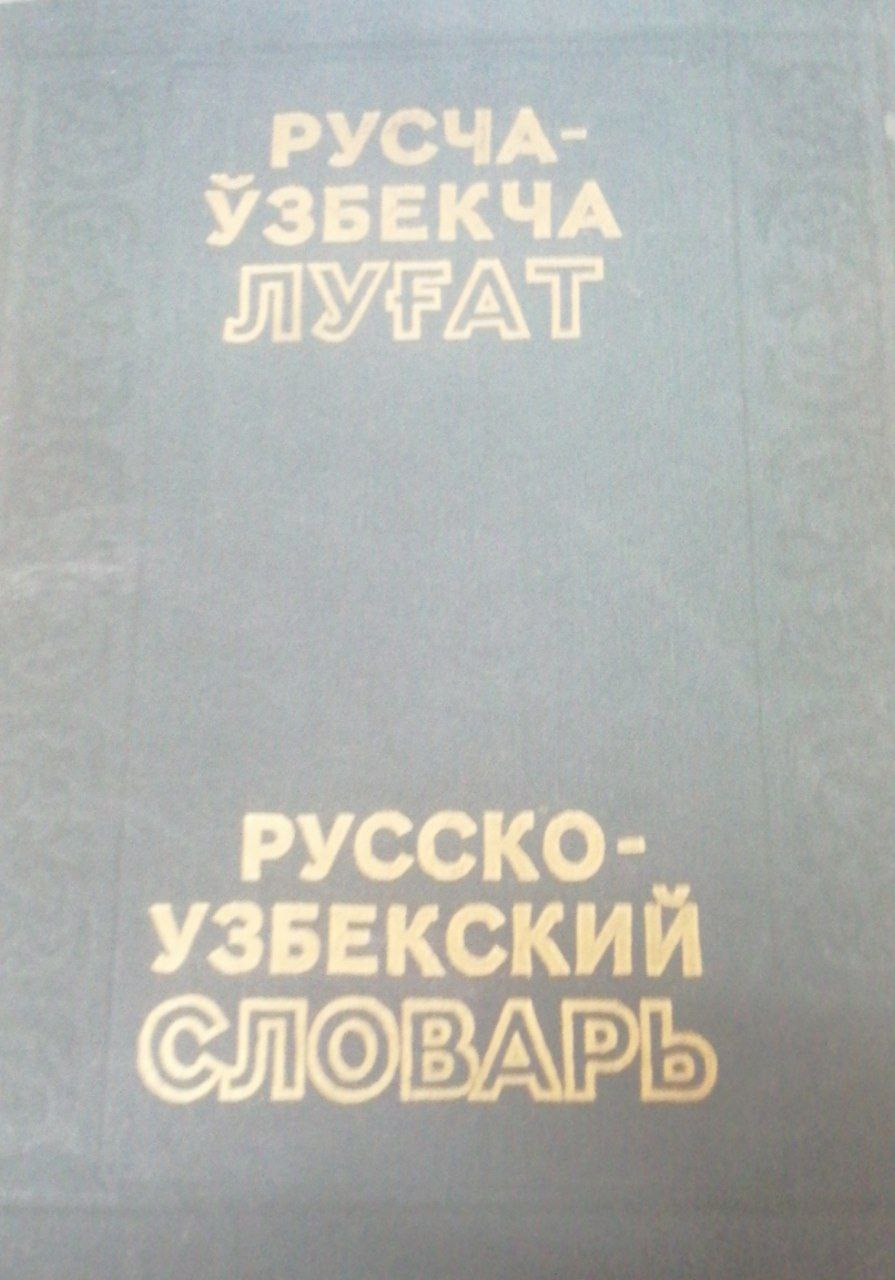 РУСЧА-
ЎЗБЕКЧА
ЛУҒАТ
РУССКО-
УЗБЕКСКИЙ
СЛОВАРЬ